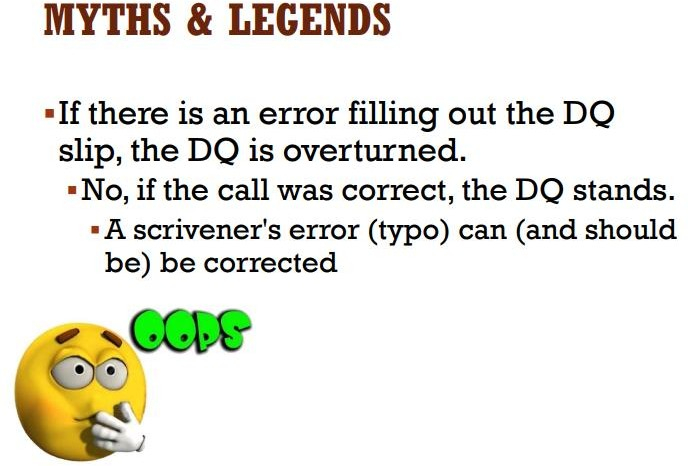 MYTHS & LEGENDS
▪If there is an error filling out the DQ
slip, the DQ is overturned.
▪No, if the call was correct, the DQ stands.
▪A scrivener's error (typo) can (and should
be) be corrected
OOPS